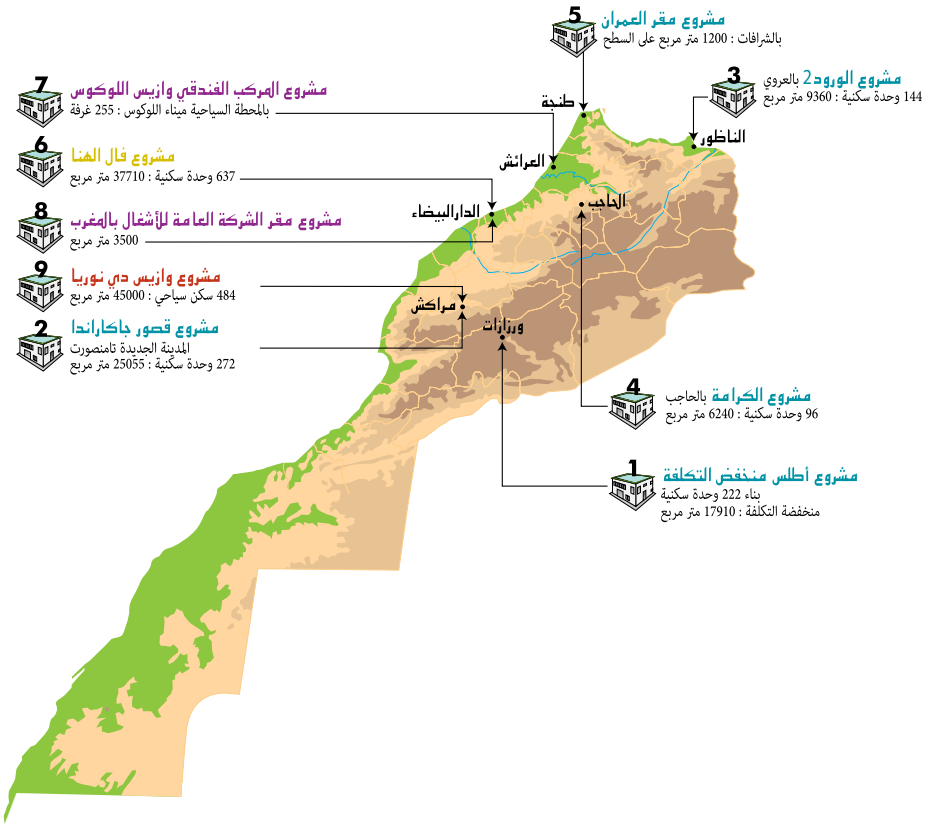 5
مشروع مقر العمران
بالشرافات : 1200 متر مربع على السطح
3
مشروع الورود2 بالعروي
144 وحدة سكنية : 9360 متر مربع
7
مشروع المركب الفندقي وازيس اللوكوس
بالمحطة السياحية ميناء اللوكوس : 255 غرفة
6
مشروع فال الهنا
637 وحدة سكنية : 37710 متر مربع
8
مشروع مقر الشركة العامة للأشغال بالمغرب
3500 متر مربع
9
مشروع وازيس دي نوريا
484 سكن سياحي : 45000 متر مربع
2
مشروع قصور جاكاراندا
المدينة الجديدة تامنصورت
272 وحدة سكنية : 25055 متر مربع
طنجة
الناظور
العرائش
الحاجب
الدارالبيضاء
مراكش
ورزازات
4
مشروع الكرامة بالحاجب
96 وحدة سكنية : 6240 متر مربع
1
مشروع أطلس منخفض التكلفة
بناء 222 وحدة سكنية
منخفضة التكلفة : 17910 متر مربع